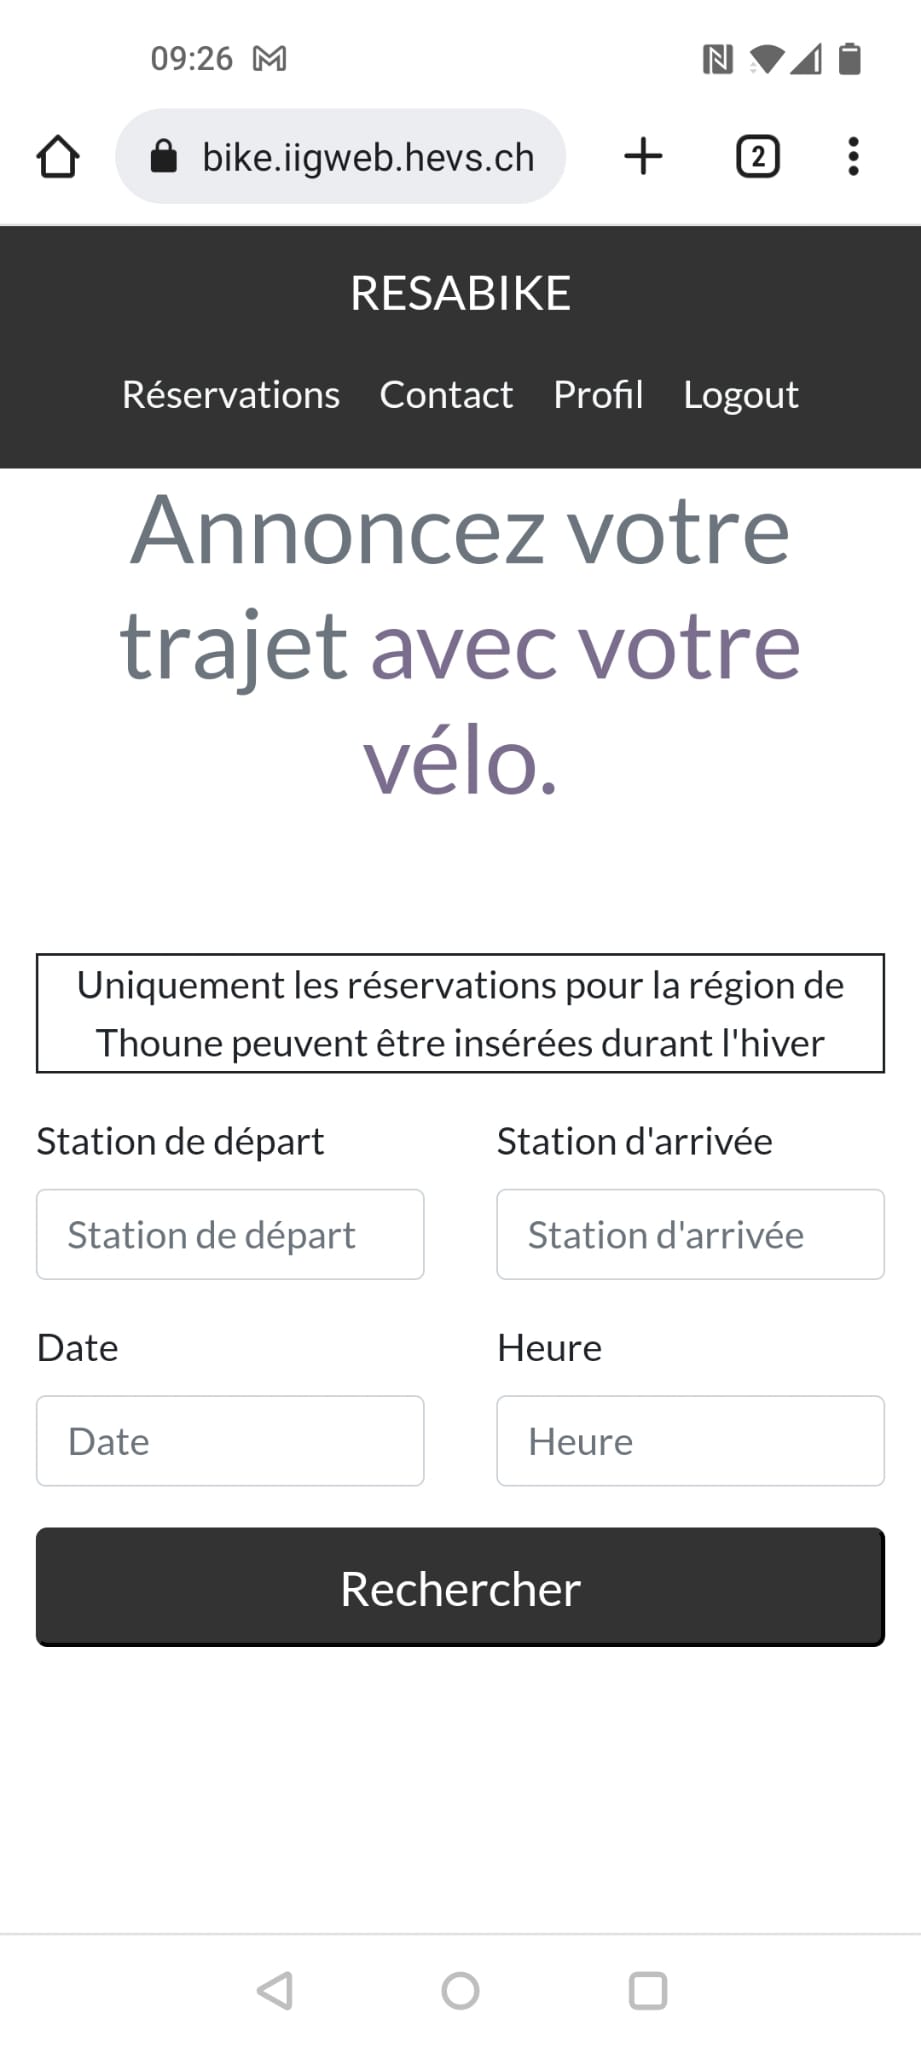 09:26
bike.iigweb.hevs.ch
2
RESABIKE
Réservations Contact Profil Logout
Annoncez votre
trajet avec votre
vélo.
Uniquement les réservations pour la région de
Thoune peuvent être insérées durant l'hiver
Station de départ Station d'arrivée
Station de départ Station d'arrivée
Date Heure
Date Heure
Rechercher